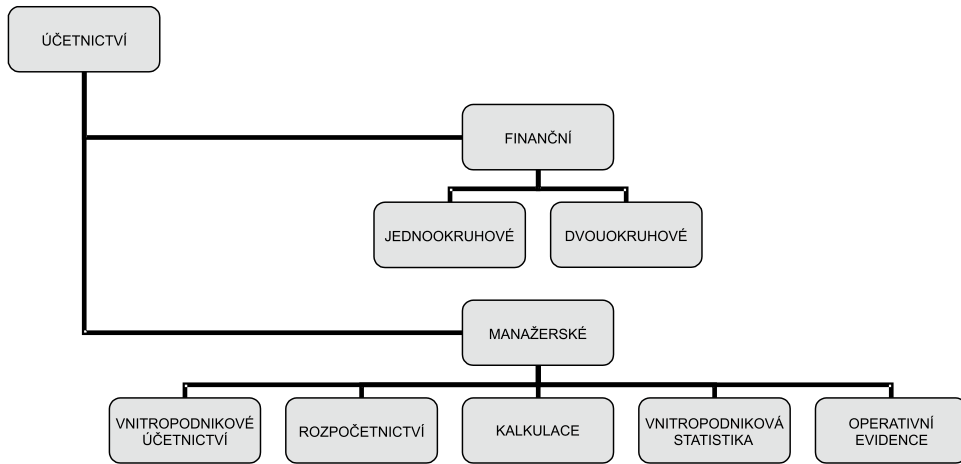 ÚČETNICTVÍ
FINANČNÍ
JEDNOOKRUHOVÉ
DVOUOKRUHOVÉ
MANAŽERSKÉ
VNITROPODNIKOVÉ
ÚČETNICTVÍ
ROZPOČETNICTVÍ
KALKULACE
VNITROPODNIKOVÁ
STATISTIKA
OPERATIVNÍ
EVIDENCE